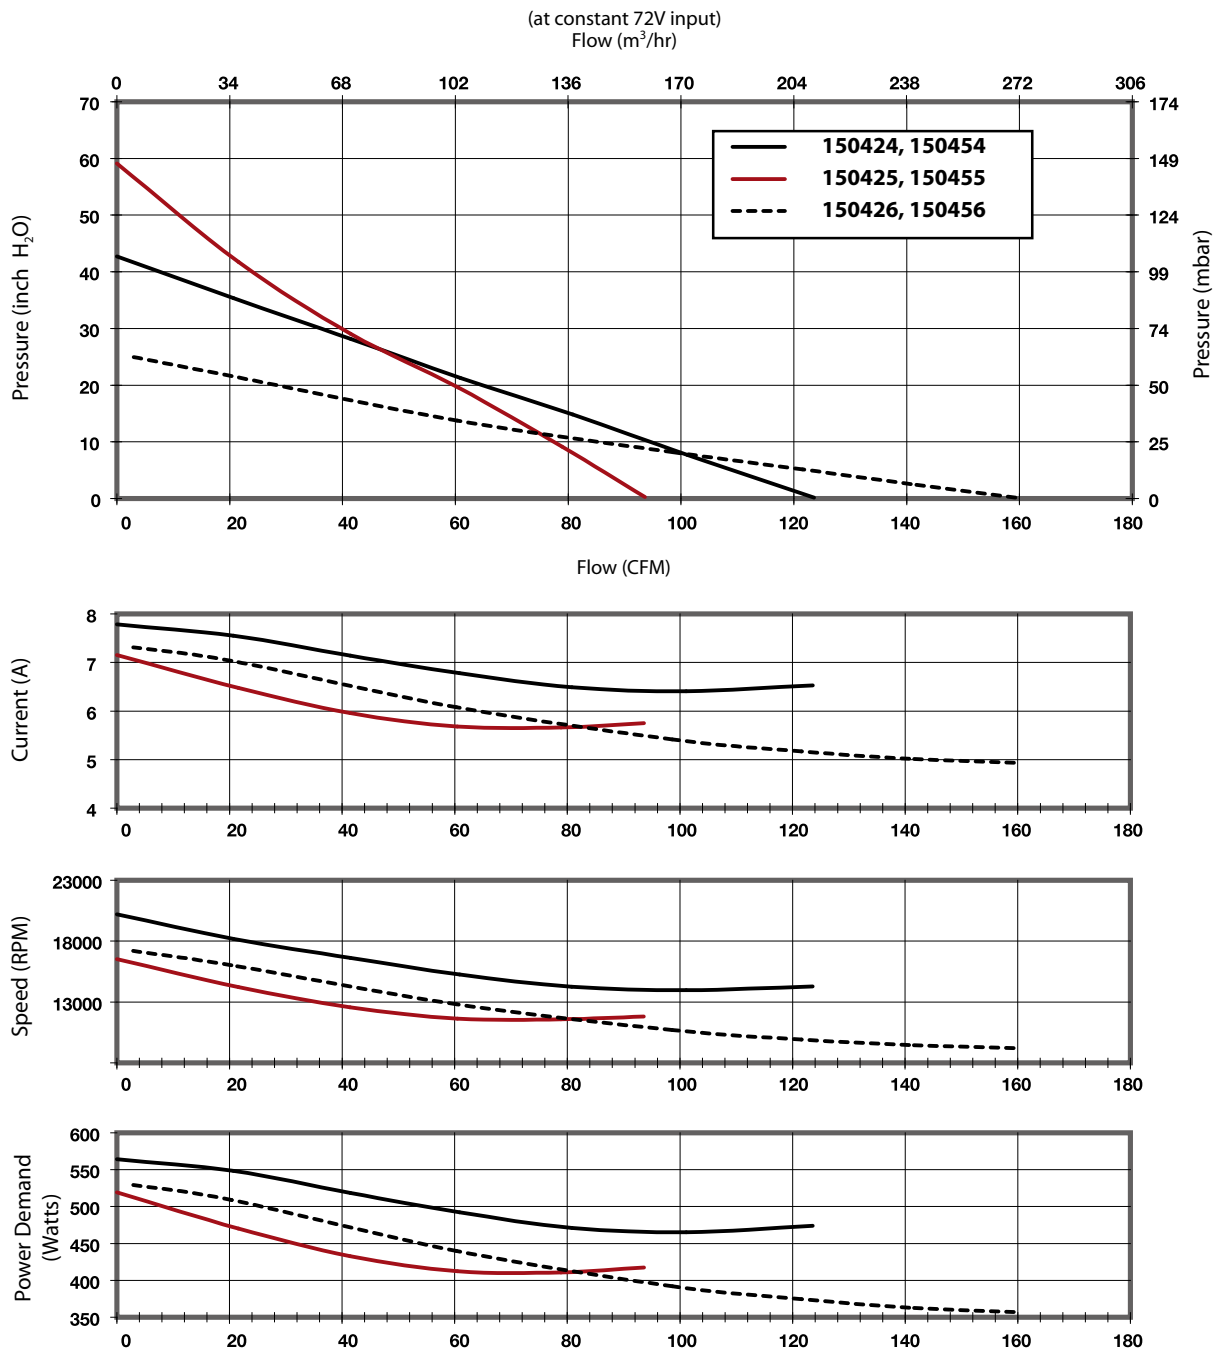 (at constant 72V input)
Flow (m³/hr)
0 34 68 102 136 170 204 238 272 306
70 174
60 149
50 124
40 99
30 74
20 50
10 25
0 0
Pressure (inch H₂O)
Pressure (mbar)
150424, 150454
150425, 150455
150426, 150456
0 20 40 60 80 100 120 140 160 180
Flow (CFM)
Current (A)
8
7
6
5
4
0 20 40 60 80 100 120 140 160 180
Speed (RPM)
23000
18000
13000
0 20 40 60 80 100 120 140 160 180
Power Demand
(Watts)
600
550
500
450
400
350
0 20 40 60 80 100 120 140 160 180